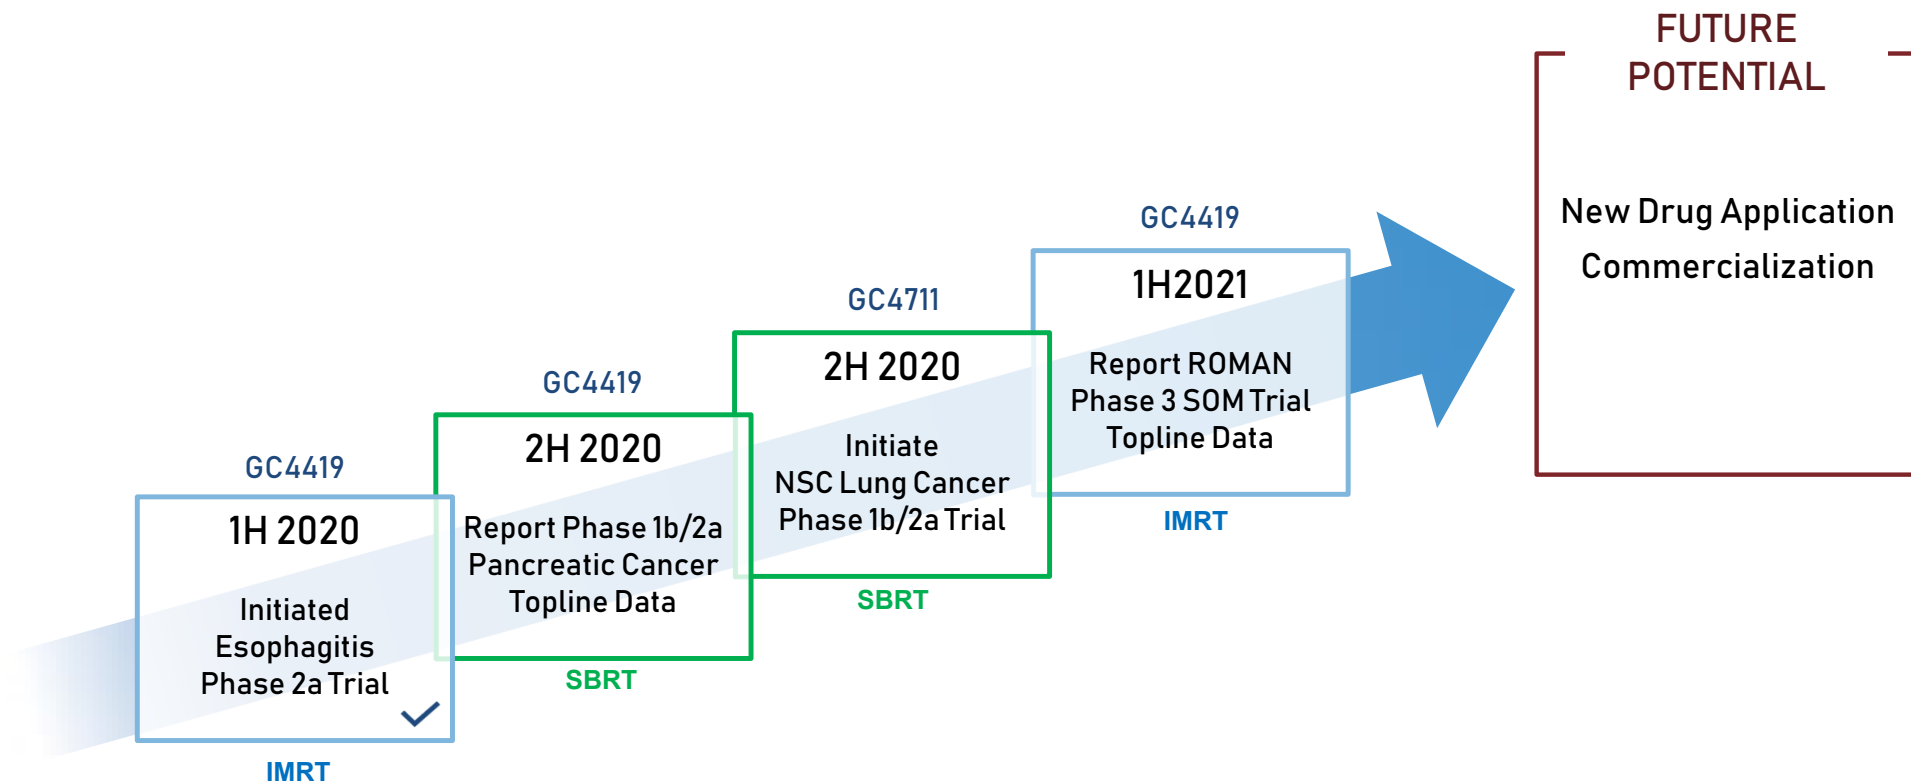 GC4419
1H 2020
Initiated
Esophagitis
Phase 2a Trial
IMRT
GC4419
2H 2020
Report Phase 1b/2a
Pancreatic Cancer
Topline Data
SBRT
GC4711
2H 2020
Initiate
NSC Lung Cancer
Phase 1b/2a Trial
SBRT
GC4419
1H2021
Report ROMAN
Phase 3 SOM Trial
Topline Data
IMRT
FUTURE
POTENTIAL
New Drug Application
Commercialization